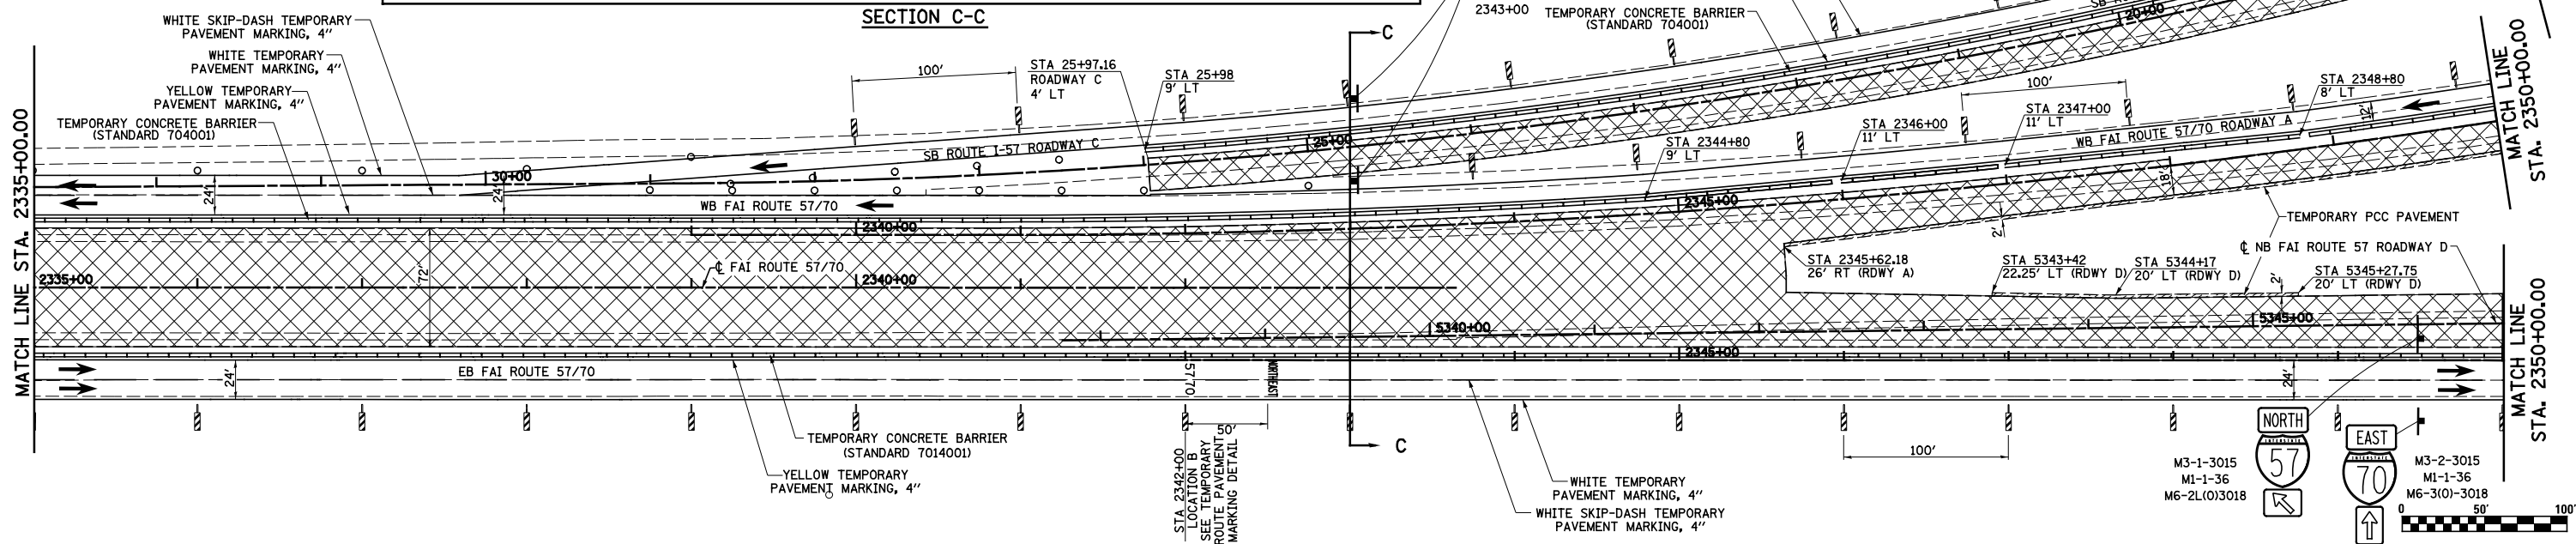 SECTION C-C
WHITE SKIP-DASH TEMPORARY
PAVEMENT MARKING, 4"
WHITE TEMPORARY
PAVEMENT MARKING, 4"
YELLOW TEMPORARY
PAVEMENT MARKING, 4"
TEMPORARY CONCRETE BARRIER
(STANDARD 704001)
MATCH LINE STA. 2335+00.00
100'
STA 25+97.16
ROADWAY C
4' LT
STA 25+98
9' LT
C
2343+00
TEMPORARY CONCRETE BARRIER
(STANDARD 704001)
20+00
25+00
SB ROUTE I-57 ROADWAY C
30+00
24'
24'
WB FAI ROUTE 57/70
100'
STA 2344+80
9' LT
STA 2346+00
11' LT
STA 2347+00
11' LT
STA 2348+80
8' LT
12'
WB FAI ROUTE 57/70 ROADWAY A
MATCH LINE
STA. 2350+00.00
2340+00
2345+00
18'
2'
TEMPORARY PCC PAVEMENT
℄ NB FAI ROUTE 57 ROADWAY D
2335+00
72'
℄ FAI ROUTE 57/70
2340+00
STA 2345+62.18
26' RT (RDWY A)
STA 5343+42
22.25' LT (RDWY D)
STA 5344+17
20' LT (RDWY D)
2'
STA 5345+27.75
20' LT (RDWY D)
5340+00
5345+00
2345+00
MATCH LINE
STA. 2350+00.00
24'
EB FAI ROUTE 57/70
57/70
NORTHEAST
24'
TEMPORARY CONCRETE BARRIER
(STANDARD 7014001)
YELLOW TEMPORARY
PAVEMENT MARKING, 4"
50'
STA 2342+00
LOCATION B
SEE TEMPORARY
ROUTE PAVEMENT
MARKING DETAIL
C
WHITE TEMPORARY
PAVEMENT MARKING, 4"
WHITE SKIP-DASH TEMPORARY
PAVEMENT MARKING, 4"
100'
M3-1-3015
M1-1-36
M6-2L(O)3018
NORTH
INTERSTATE
57
EAST
INTERSTATE
70
M3-2-3015
M1-1-36
M6-3(O)-3018
0 50' 100'